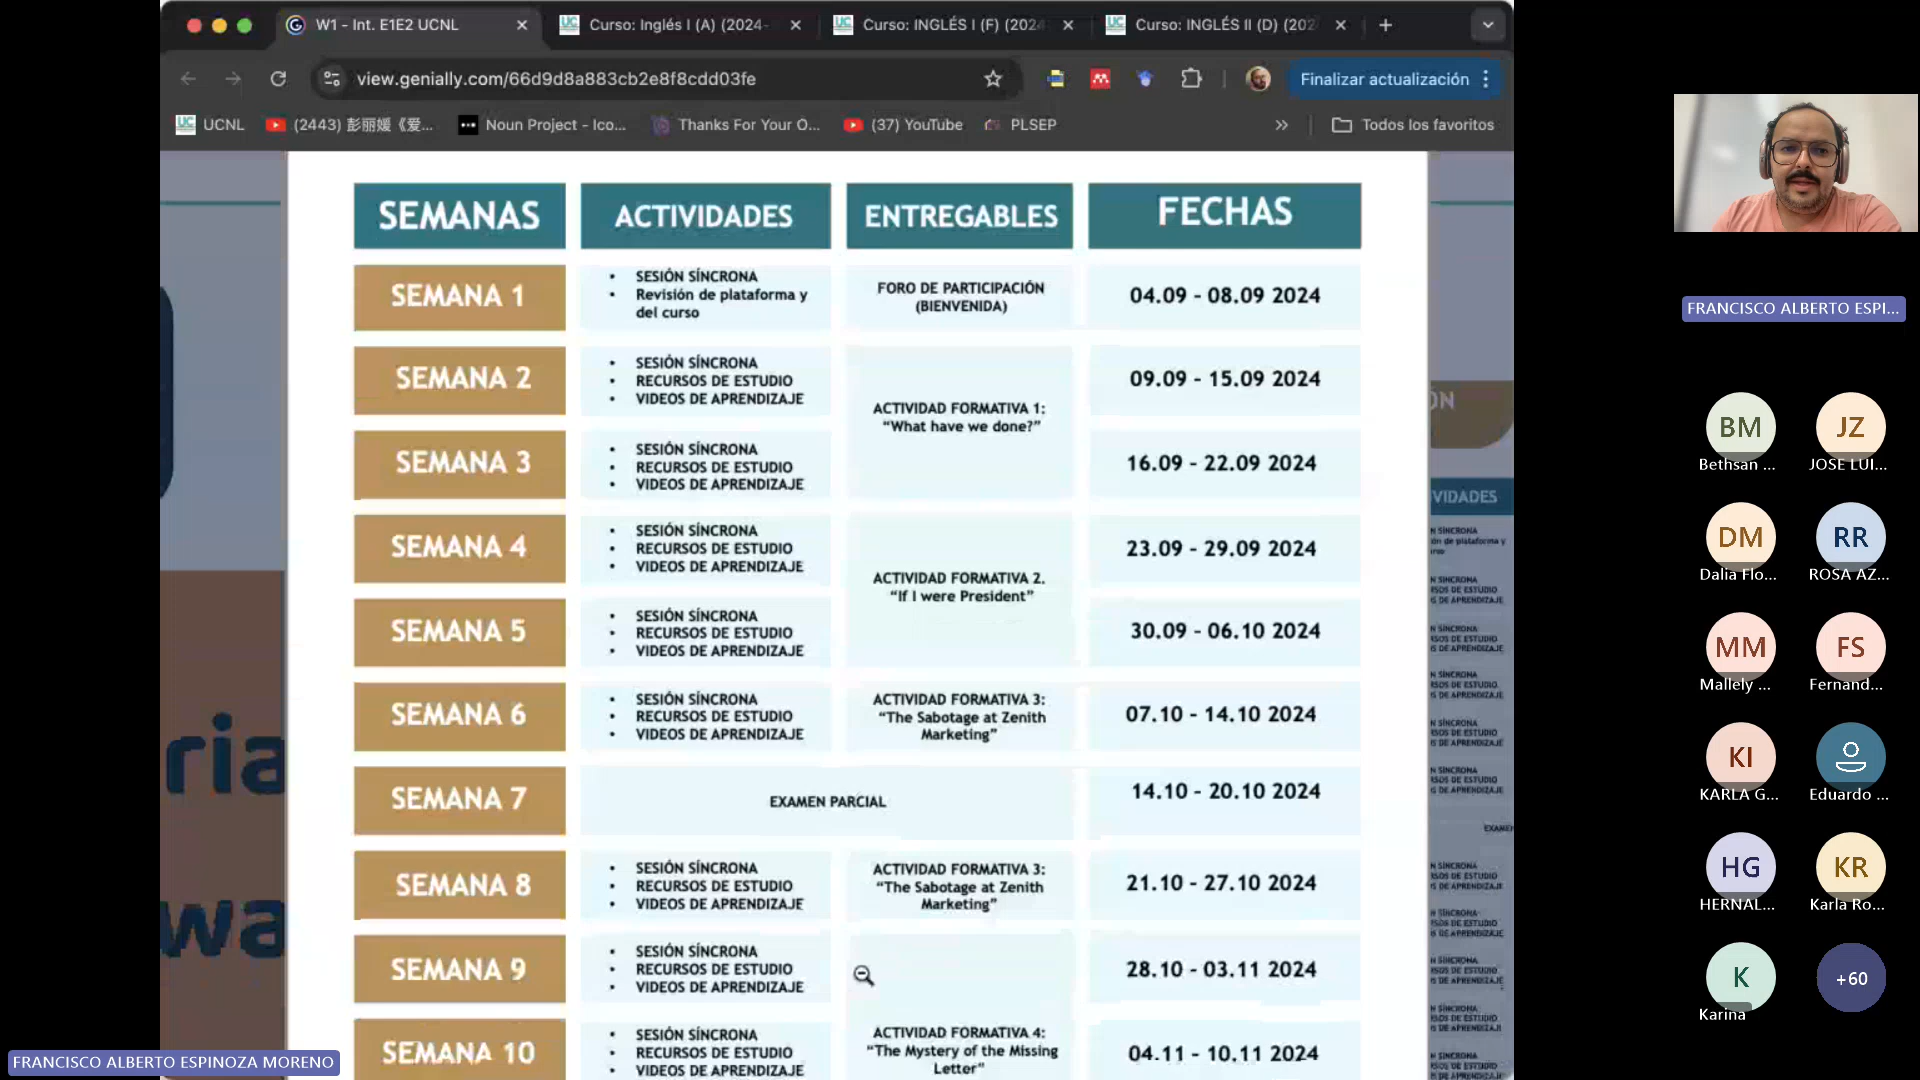 W1 - Int. E1E2 UCNL
Curso: Inglés I (A) (2024-
Curso: INGLÉS I (F) (2024
Curso: INGLÉS II (D) (202
view.genially.com/66d9d8a883cb2e8f8cdd03fe
Finalizar actualización
UCNL
(2443) 彭丽媛《爱...
Noun Project - Ico...
Thanks For Your O...
(37) YouTube
PLSEP
Todos los favoritos
SEMANAS
ACTIVIDADES
ENTREGABLES
FECHAS
SEMANA 1
• SESIÓN SÍNCRONA
• Revisión de plataforma y
del curso
FORO DE PARTICIPACIÓN
(BIENVENIDA)
04.09 - 08.09 2024
SEMANA 2
• SESIÓN SÍNCRONA
• RECURSOS DE ESTUDIO
• VIDEOS DE APRENDIZAJE
ACTIVIDAD FORMATIVA 1:
“What have we done?”
09.09 - 15.09 2024
SEMANA 3
• SESIÓN SÍNCRONA
• RECURSOS DE ESTUDIO
• VIDEOS DE APRENDIZAJE
16.09 - 22.09 2024
SEMANA 4
• SESIÓN SÍNCRONA
• RECURSOS DE ESTUDIO
• VIDEOS DE APRENDIZAJE
ACTIVIDAD FORMATIVA 2.
“If I were President”
23.09 - 29.09 2024
SEMANA 5
• SESIÓN SÍNCRONA
• RECURSOS DE ESTUDIO
• VIDEOS DE APRENDIZAJE
30.09 - 06.10 2024
SEMANA 6
• SESIÓN SÍNCRONA
• RECURSOS DE ESTUDIO
• VIDEOS DE APRENDIZAJE
ACTIVIDAD FORMATIVA 3:
“The Sabotage at Zenith
Marketing”
07.10 - 14.10 2024
SEMANA 7
EXAMEN PARCIAL
14.10 - 20.10 2024
SEMANA 8
• SESIÓN SÍNCRONA
• RECURSOS DE ESTUDIO
• VIDEOS DE APRENDIZAJE
ACTIVIDAD FORMATIVA 3:
“The Sabotage at Zenith
Marketing”
21.10 - 27.10 2024
SEMANA 9
• SESIÓN SÍNCRONA
• RECURSOS DE ESTUDIO
• VIDEOS DE APRENDIZAJE
28.10 - 03.11 2024
SEMANA 10
• SESIÓN SÍNCRONA
• RECURSOS DE ESTUDIO
• VIDEOS DE APRENDIZAJE
ACTIVIDAD FORMATIVA 4:
“The Mystery of the Missing
Letter”
04.11 - 10.11 2024
ria
wa
ÓN
VIDADES
FRANCISCO ALBERTO ESPINOZA MORENO
FRANCISCO ALBERTO ESPI...
BM
Bethsan ...
JZ
JOSE LUI...
DM
Dalia Flo...
RR
ROSA AZ...
MM
Mallely ...
FS
Fernand...
KI
KARLA G...
Eduardo ...
HG
HERNAL...
KR
Karla Ro...
K
Karina
+60